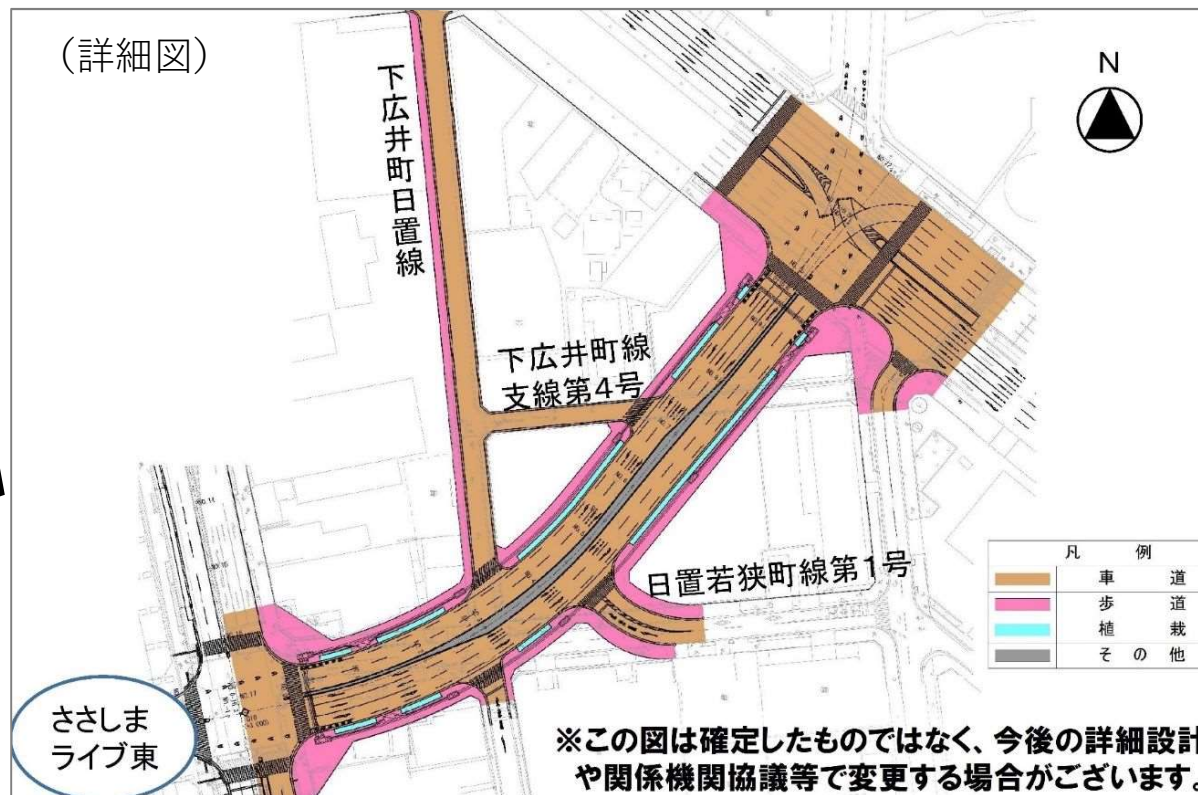 (詳細図)
N
下広井町日置線
下広井町線
支線第4号
日置若狭町線第1号
凡 例
車 道
歩 道
植 栽
その他
ささしま
ライブ東
※この図は確定したものではなく、今後の詳細設計
や関係機関協議等で変更する場合がございます。